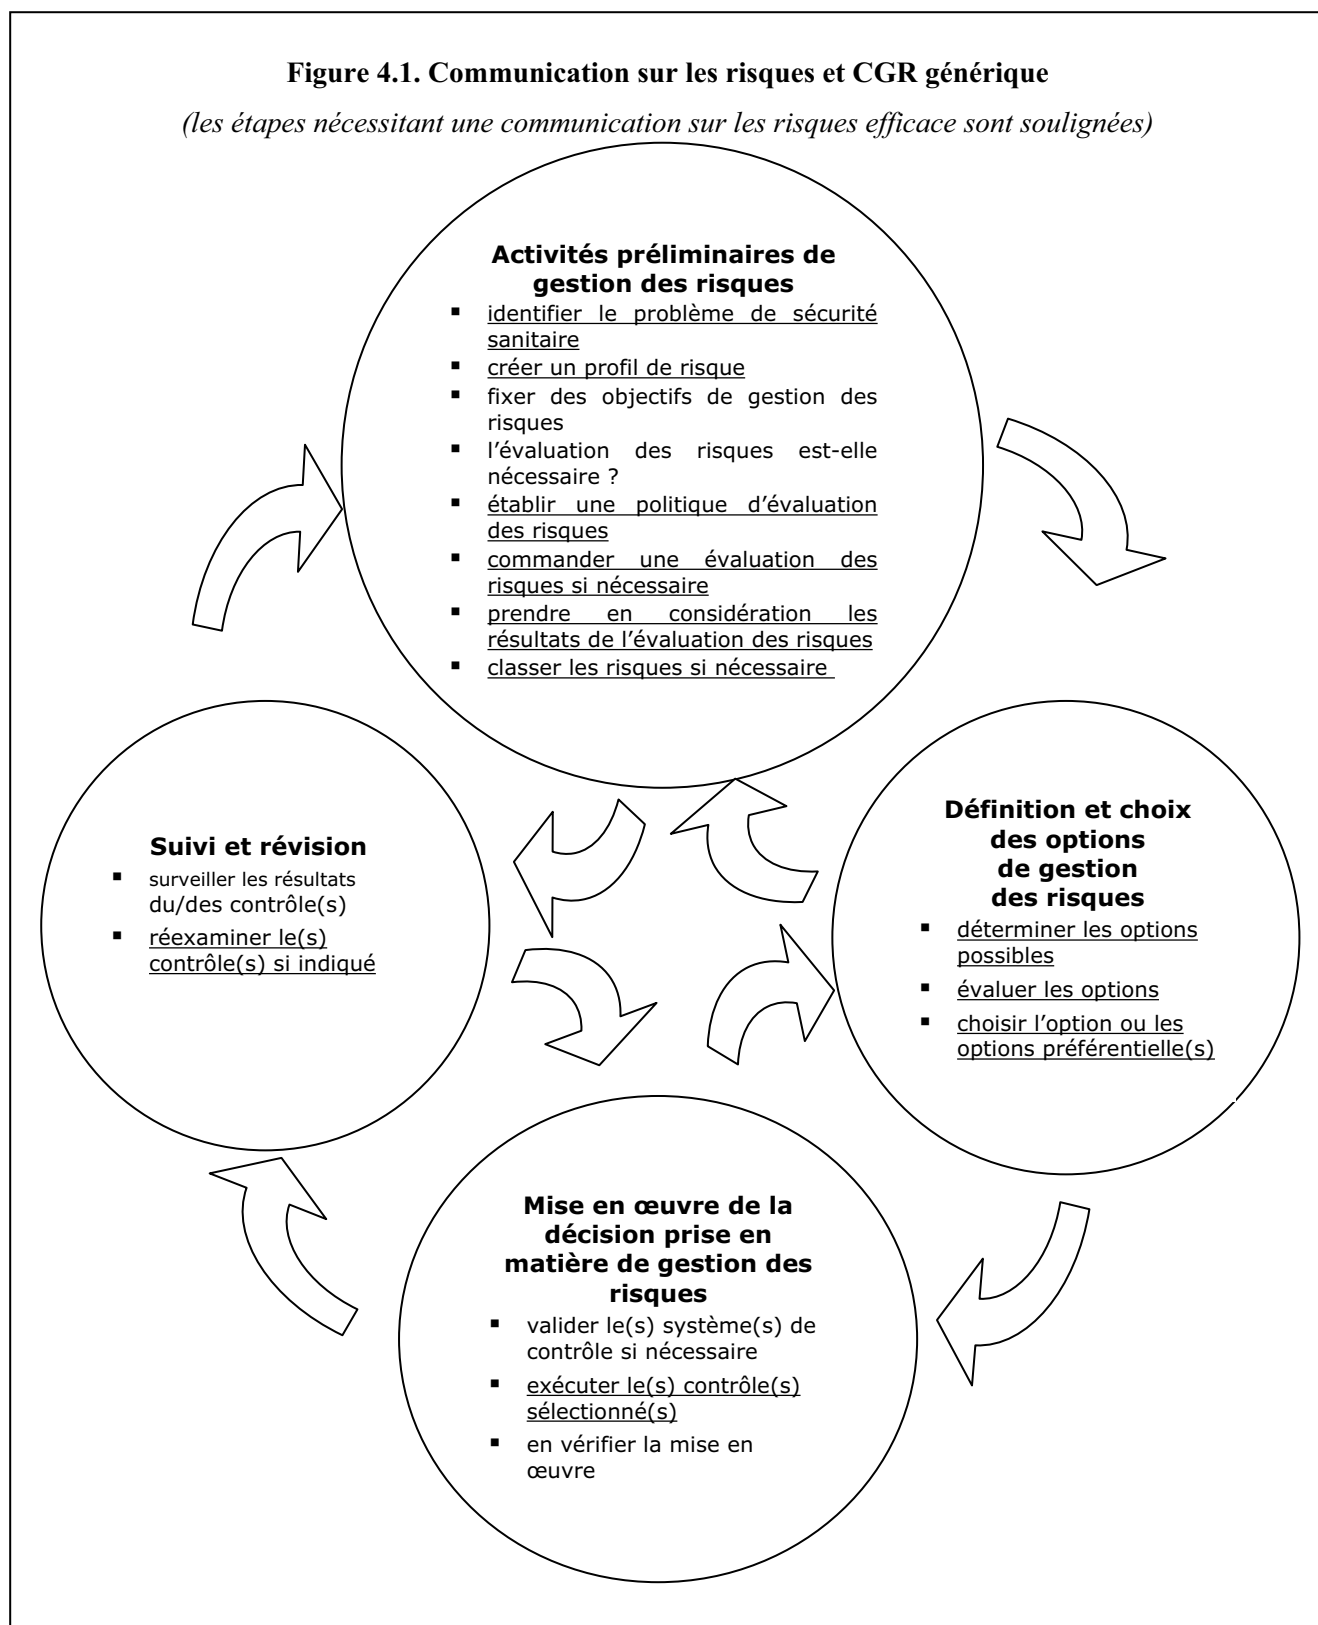 Figure 4.1. Communication sur les risques et CGR générique
(les étapes nécessitant une communication sur les risques efficace sont soulignées)
Activités préliminaires de
gestion des risques
▪ identifier le problème de sécurité
sanitaire
▪ créer un profil de risque
▪ fixer des objectifs de gestion des
risques
▪ l'évaluation des risques est-elle
nécessaire ?
▪ établir une politique d'évaluation
des risques
▪ commander une évaluation des
risques si nécessaire
▪ prendre en considération les
résultats de l'évaluation des risques
▪ classer les risques si nécessaire
Définition et choix
des options
de gestion
des risques
▪ déterminer les options
possibles
▪ évaluer les options
▪ choisir l'option ou les
options préférentielle(s)
Suivi et révision
▪ surveiller les résultats
du/des contrôle(s)
▪ réexaminer le(s)
contrôle(s) si indiqué
Mise en œuvre de la
décision prise en
matière de gestion des
risques
▪ valider le(s) système(s) de
contrôle si nécessaire
▪ exécuter le(s) contrôle(s)
sélectionné(s)
▪ en vérifier la mise en
œuvre